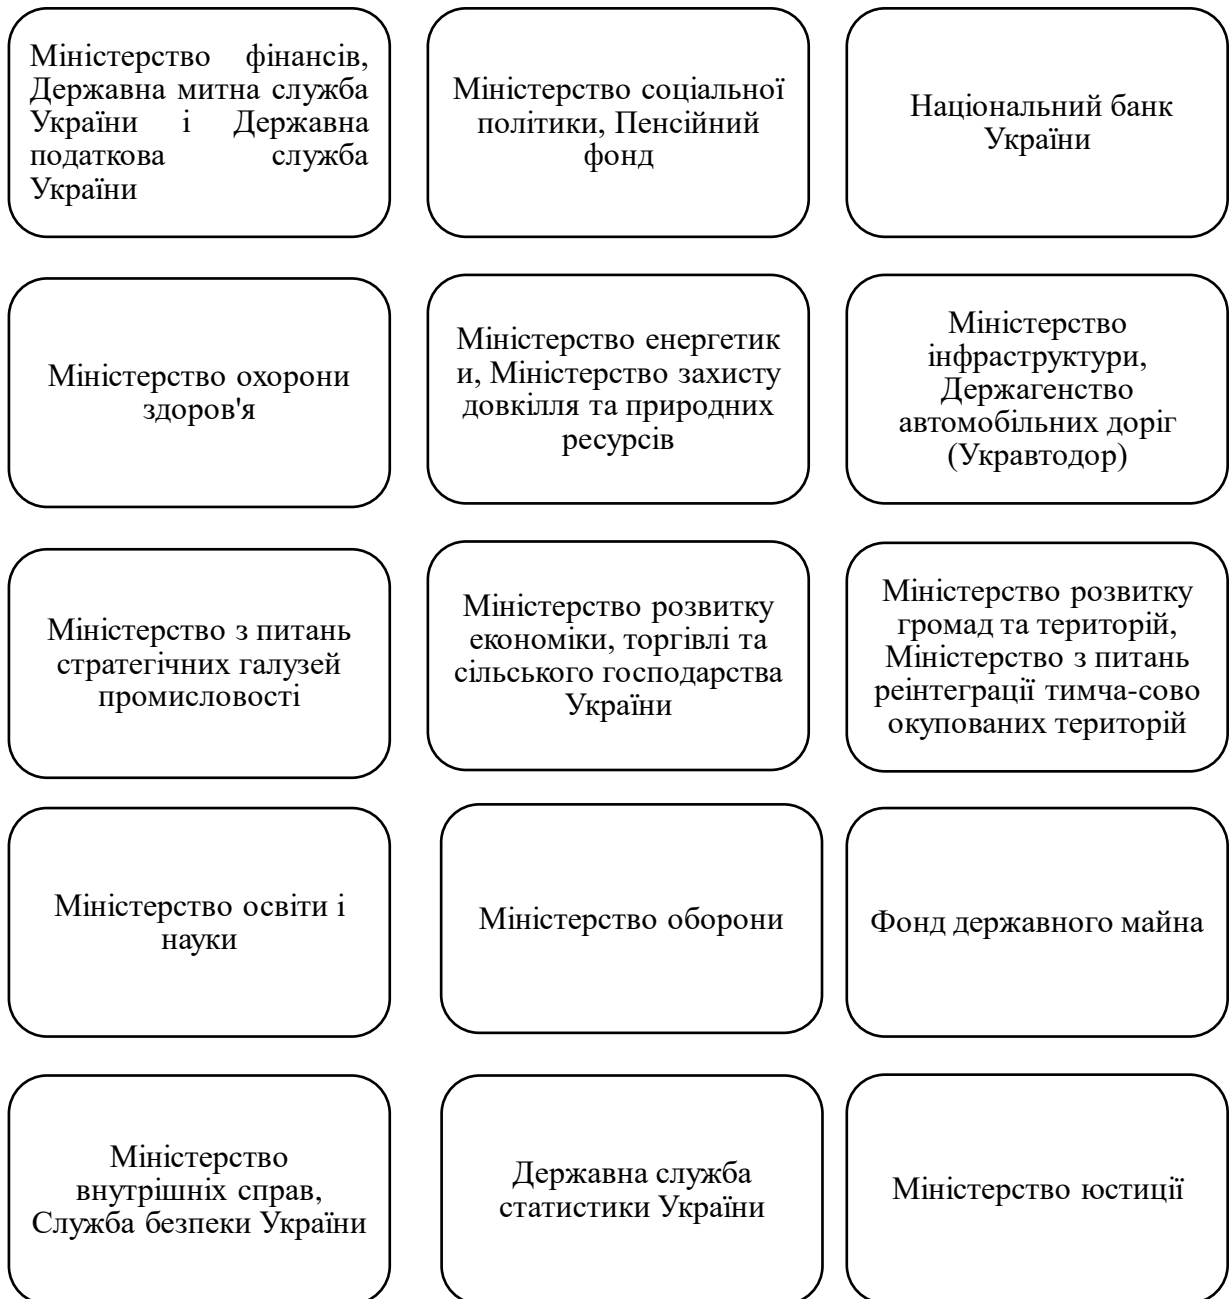 Міністерство фінансів,
Державна митна служба
України і Державна
податкова служба
України
Міністерство соціальної
політики, Пенсійний
фонд
Національний банк
України
Міністерство охорони
здоров'я
Міністерство енергетик
и, Міністерство захисту
довкілля та природних
ресурсів
Міністерство
інфраструктури,
Держагенство
автомобільних доріг
(Укравтодор)
Міністерство з питань
стратегічних галузей
промисловості
Міністерство розвитку
економіки, торгівлі та
сільського господарства
України
Міністерство розвитку
громад та територій,
Міністерство з питань
реінтеграції тимча-сово
окупованих територій
Міністерство освіти і
науки
Міністерство оборони
Фонд державного майна
Міністерство
внутрішніх справ,
Служба безпеки України
Державна служба
статистики України
Міністерство юстиції